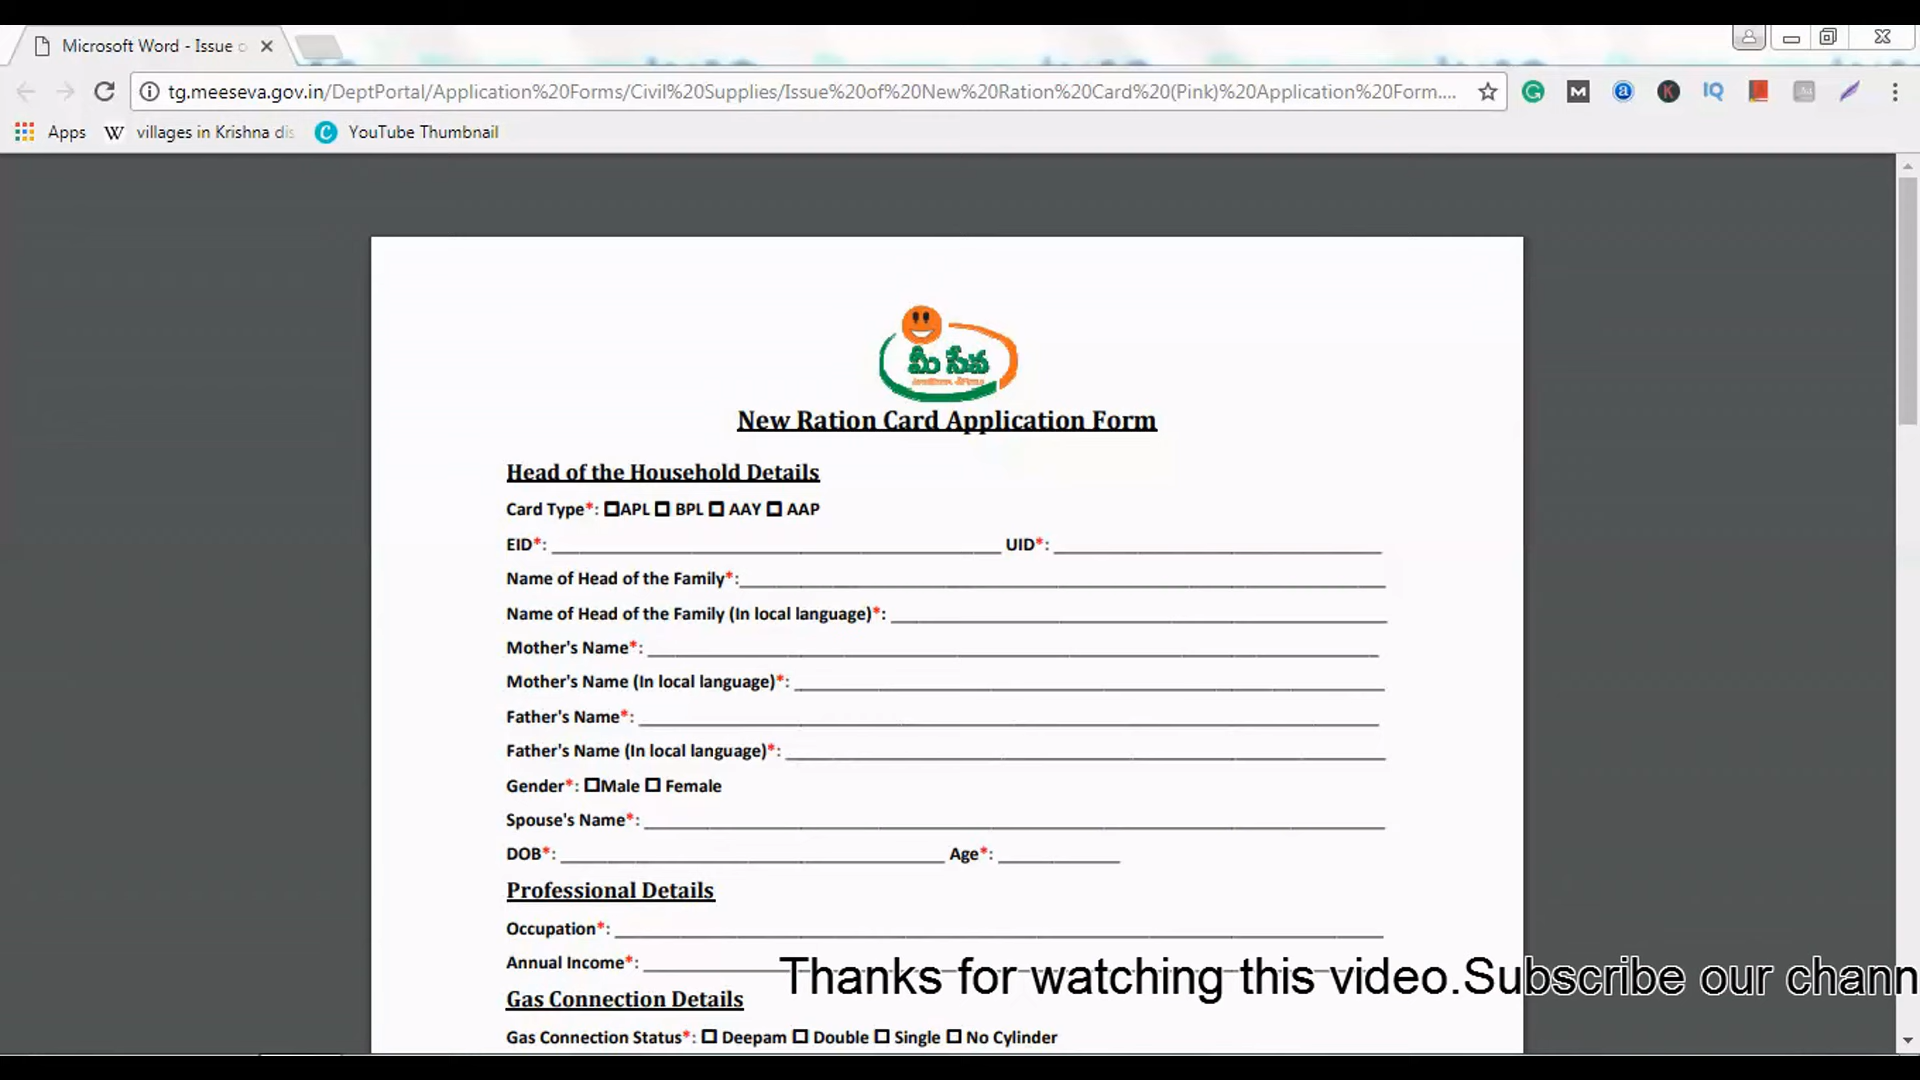 Microsoft Word - Issue
tg.meeseva.gov.in/DeptPortal/Application%20Forms/Civil%20Supplies/Issue%20of%20New%20Ration%20Card%20(Pink)%20Application%20Form....
Apps villages in Krishna dis YouTube Thumbnail
మీ సేవ
New Ration Card Application Form
Head of the Household Details
Card Type*: APL BPL AAY AAP
EID*: UID*:
Name of Head of the Family*:
Name of Head of the Family (In local language)*:
Mother's Name*:
Mother's Name (In local language)*:
Father's Name*:
Father's Name (In local language)*:
Gender*: Male Female
Spouse's Name*:
DOB*: Age*:
Professional Details
Occupation*:
Annual Income*:
Thanks for watching this video.Subscribe our chann
Gas Connection Details
Gas Connection Status*: Deepam Double Single No Cylinder